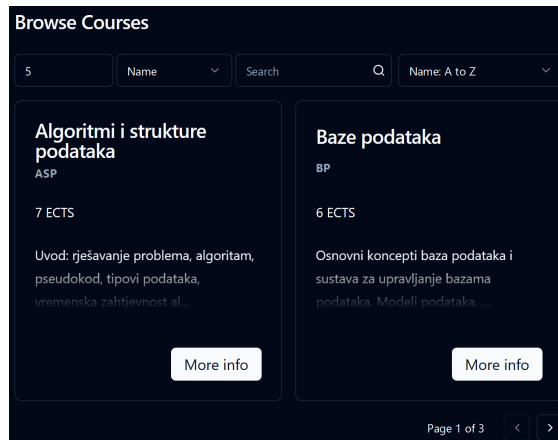 Browse Courses
5 Name Search Name: A to Z
Algoritmi i strukture
podataka
ASP
7 ECTS
Uvod: rješavanje problema, algoritam,
pseudokod, tipovi podataka,
vremenska zahtjevnost al...
More info
Baze podataka
BP
6 ECTS
Osnovni koncepti baza podataka i
sustava za upravljanje bazama
podataka. Modeli podataka. ...
More info
Page 1 of 3